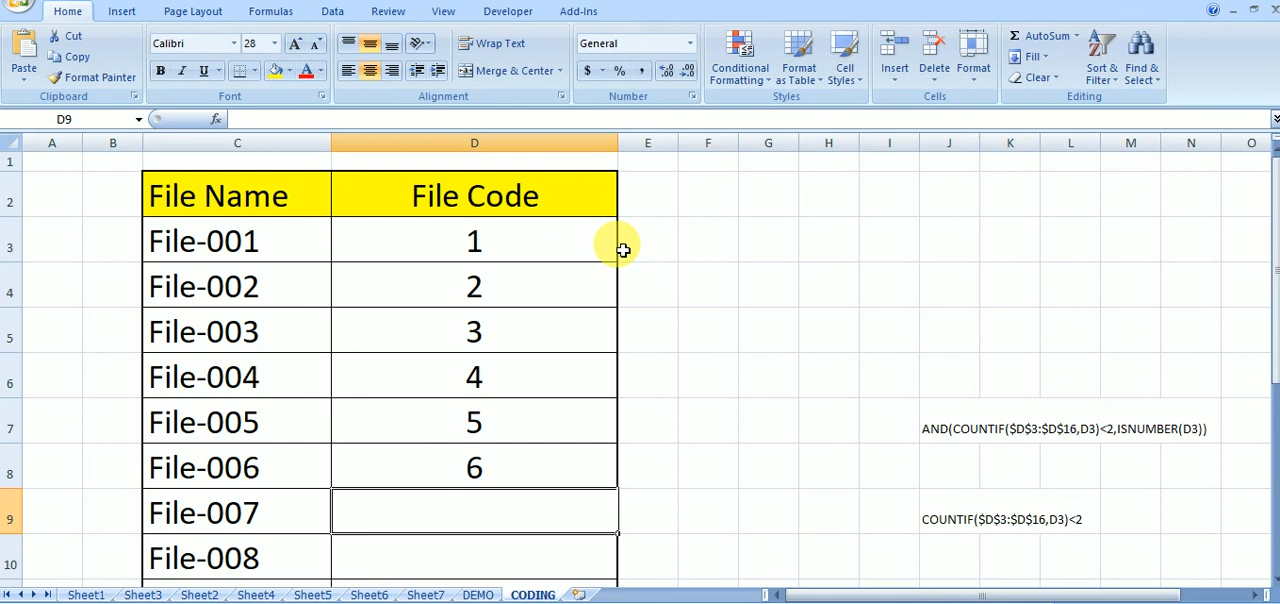 Home Insert Page Layout Formulas Data Review View Developer Add-Ins
Cut
Copy
Format Painter
Paste
Clipboard
Calibri 28
B I U
Font
Wrap Text
Merge & Center
Alignment
General
$ % ,
Number
Conditional Formatting
Format as Table
Cell Styles
Styles
Insert Delete Format
Cells
Σ AutoSum
Fill
Clear
Sort & Filter
Find & Select
Editing
D9 fx
A B C D E F G H I J K L M N O
1
2 File Name File Code
3 File-001 1
4 File-002 2
5 File-003 3
6 File-004 4
7 File-005 5 AND(COUNTIF($D$3:$D$16,D3)<2,ISNUMBER(D3))
8 File-006 6
9 File-007 COUNTIF($D$3:$D$16,D3)<2
10 File-008
Sheet1 Sheet3 Sheet2 Sheet4 Sheet5 Sheet6 Sheet7 DEMO CODING